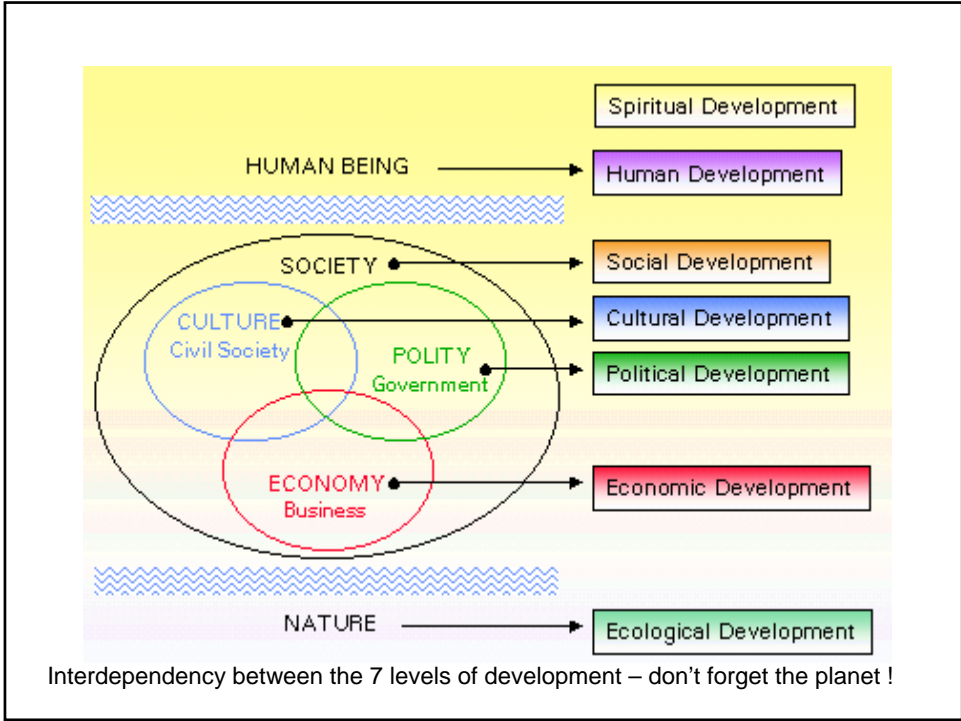 Spiritual Development
HUMAN BEING
Human Development
SOCIETY
Social Development
CULTURE
Civil Society
Cultural Development
POLITY
Government
Political Development
ECONOMY
Business
Economic Development
NATURE
Ecological Development
Interdependency between the 7 levels of development – don’t forget the planet !